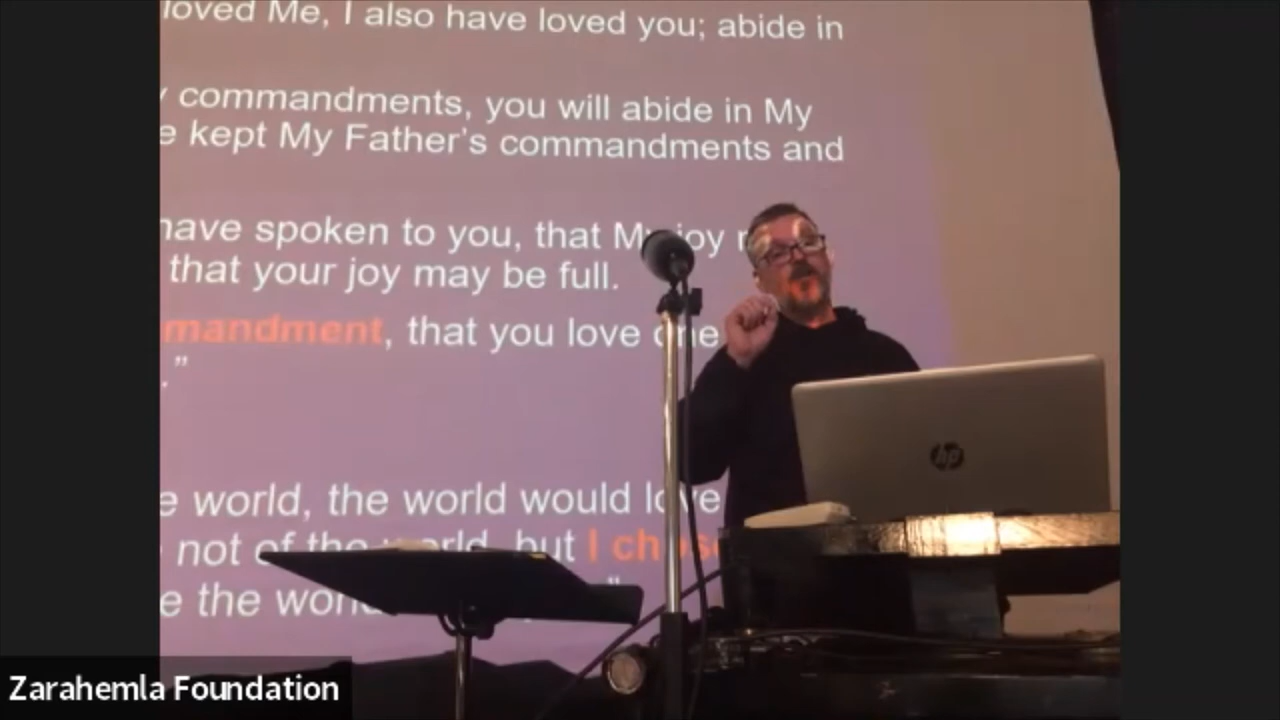 loved Me, I also have loved you; abide in
commandments, you will abide in My
e kept My Father's commandments and
have spoken to you, that My joy
that your joy may be full.
mandment, that you love one
."
e world, the world would love
not of the world, but I chose
e the world
hp
Zarahemla Foundation